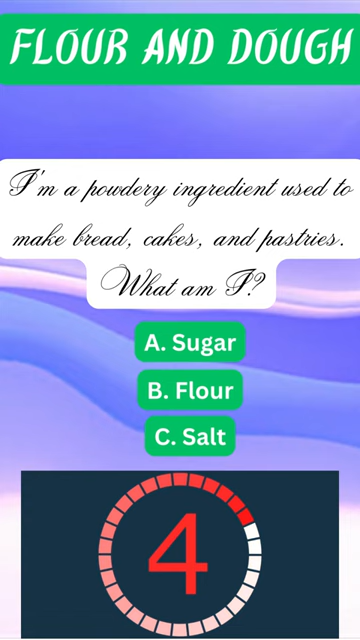 FLOUR AND DOUGH
I'm a powdery ingredient used to
make bread, cakes, and pastries.
What am I?
A. Sugar
B. Flour
C. Salt
4